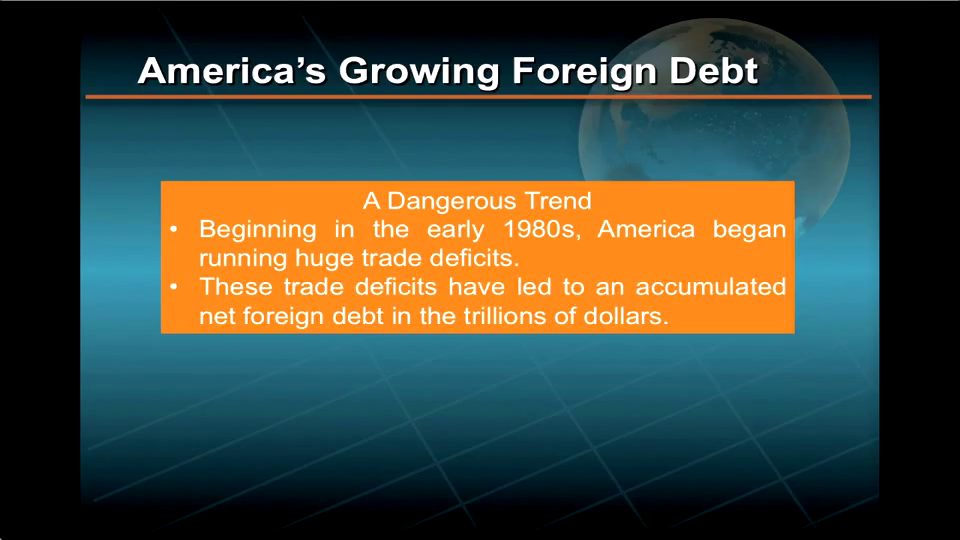 America’s Growing Foreign Debt
A Dangerous Trend
• Beginning in the early 1980s, America began
running huge trade deficits.
• These trade deficits have led to an accumulated
net foreign debt in the trillions of dollars.